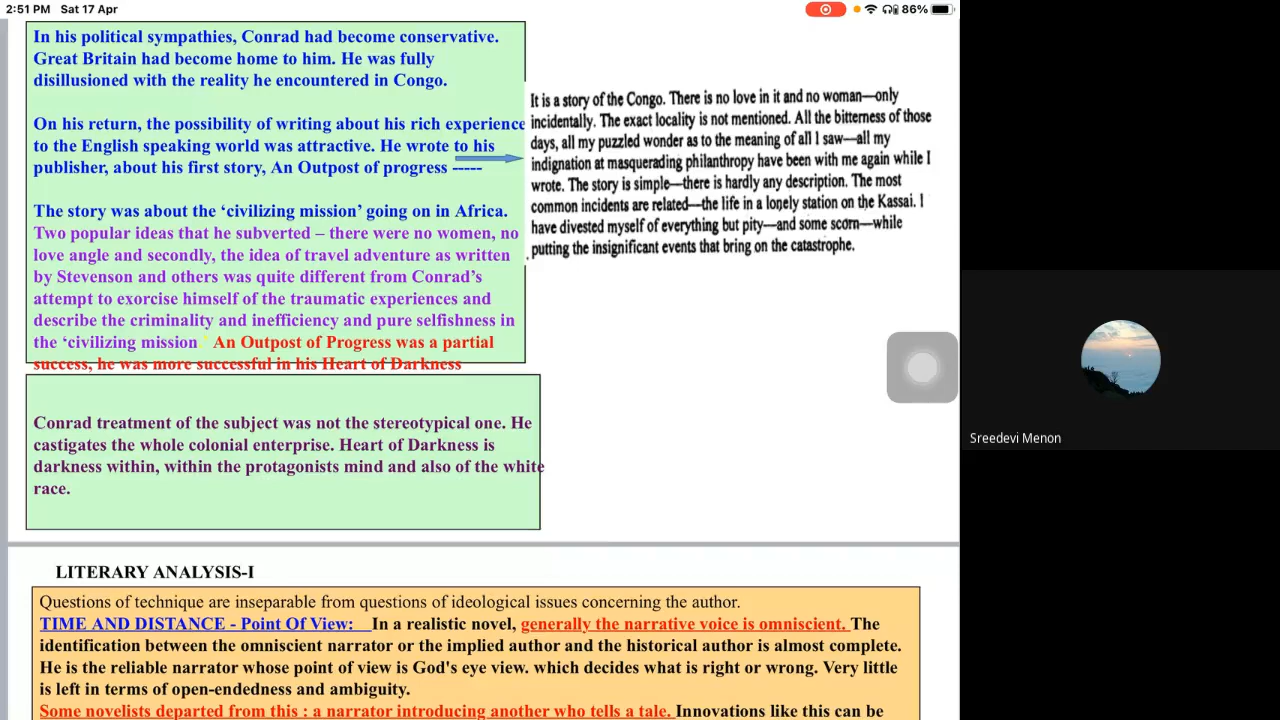 2:51 PM Sat 17 Apr
86%
In his political sympathies, Conrad had become conservative.
Great Britain had become home to him. He was fully
disillusioned with the reality he encountered in Congo.
On his return, the possibility of writing about his rich experience
to the English speaking world was attractive. He wrote to his
publisher, about his first story, An Outpost of progress -----
The story was about the ‘civilizing mission’ going on in Africa.
Two popular ideas that he subverted – there were no women, no
love angle and secondly, the idea of travel adventure as written
by Stevenson and others was quite different from Conrad’s
attempt to exorcise himself of the traumatic experiences and
describe the criminality and inefficiency and pure selfishness in
the ‘civilizing mission ’ An Outpost of Progress was a partial
success, he was more successful in his Heart of Darkness
It is a story of the Congo. There is no love in it and no woman—only
incidentally. The exact locality is not mentioned. All the bitterness of those
days, all my puzzled wonder as to the meaning of all I saw—all my
indignation at masquerading philanthropy have been with me again while I
wrote. The story is simple—there is hardly any description. The most
common incidents are related—the life in a lonely station on the Kassai. I
have divested myself of everything but pity—and some scorn—while
putting the insignificant events that bring on the catastrophe.
Conrad treatment of the subject was not the stereotypical one. He
castigates the whole colonial enterprise. Heart of Darkness is
darkness within, within the protagonists mind and also of the white
race.
Sreedevi Menon
LITERARY ANALYSIS-I
Questions of technique are inseparable from questions of ideological issues concerning the author.
TIME AND DISTANCE - Point Of View: In a realistic novel, generally the narrative voice is omniscient. The
identification between the omniscient narrator or the implied author and the historical author is almost complete.
He is the reliable narrator whose point of view is God's eye view. which decides what is right or wrong. Very little
is left in terms of open-endedness and ambiguity.
Some novelists departed from this : a narrator introducing another who tells a tale. Innovations like this can be